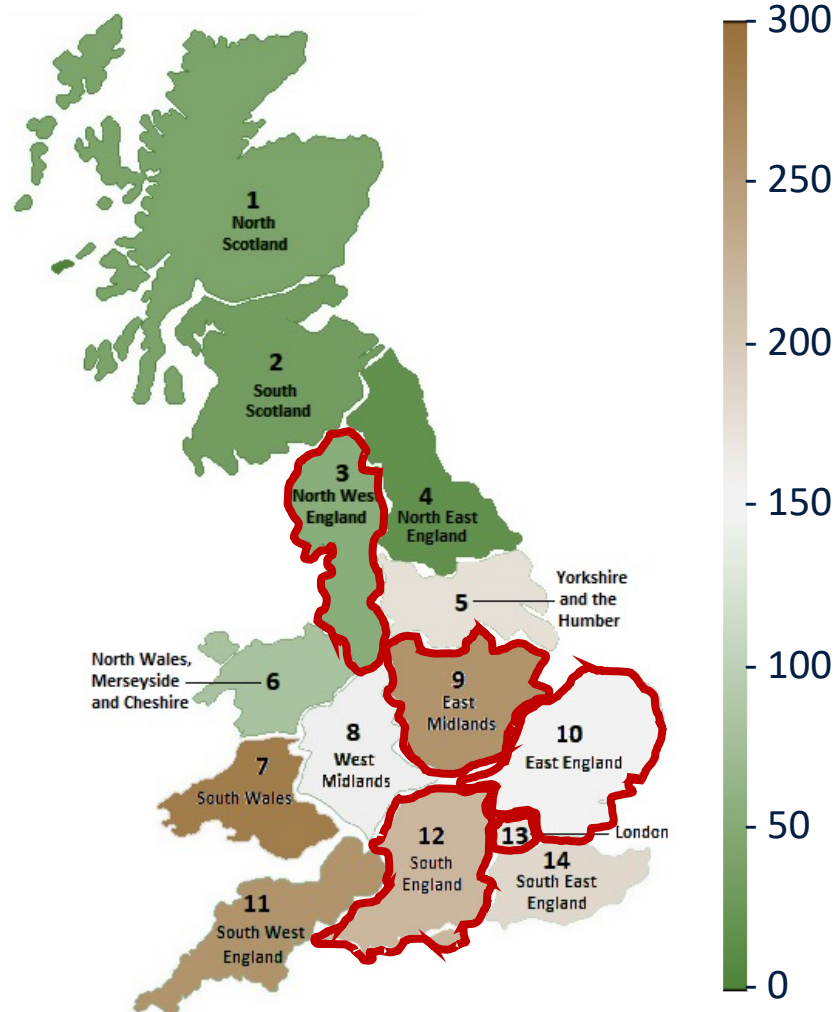 300
250
200
150
100
50
0
1
North
Scotland
2
South
Scotland
3
North Wes
England
4
North East
England
5
Yorkshire
and the
Humber
North Wales,
Merseyside
and Cheshire
6
7
South Wales
8
West
Midlands
9
East
Midlands
10
East England
11
South West
England
12
South
England
13
London
14
South East
England